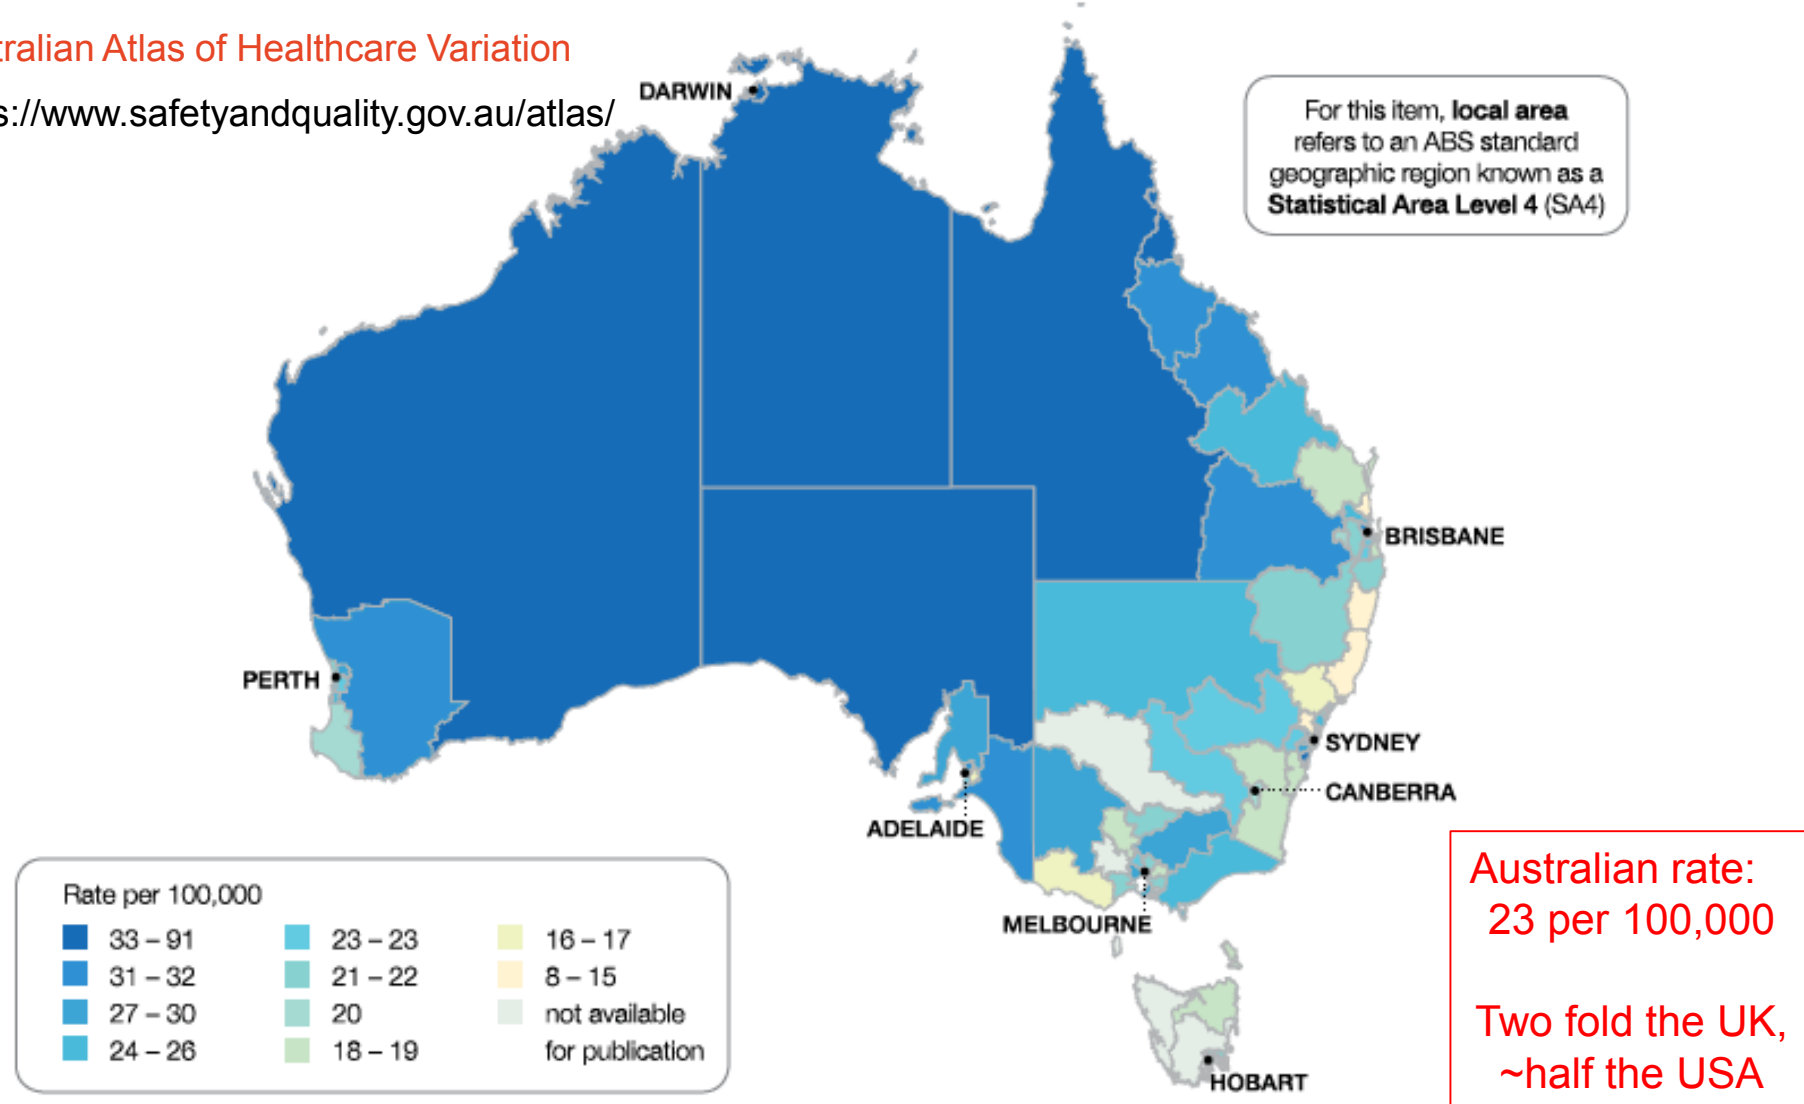 tralian Atlas of Healthcare Variation
s://www.safetyandquality.gov.au/atlas/
DARWIN
For this item, local area
refers to an ABS standard
geographic region known as a
Statistical Area Level 4 (SA4)
BRISBANE
PERTH
SYDNEY
CANBERRA
ADELAIDE
MELBOURNE
HOBART
Rate per 100,000
33 – 91
31 – 32
27 – 30
24 – 26
23 – 23
21 – 22
20
18 – 19
16 – 17
8 – 15
not available
for publication
Australian rate:
23 per 100,000
Two fold the UK,
~half the USA